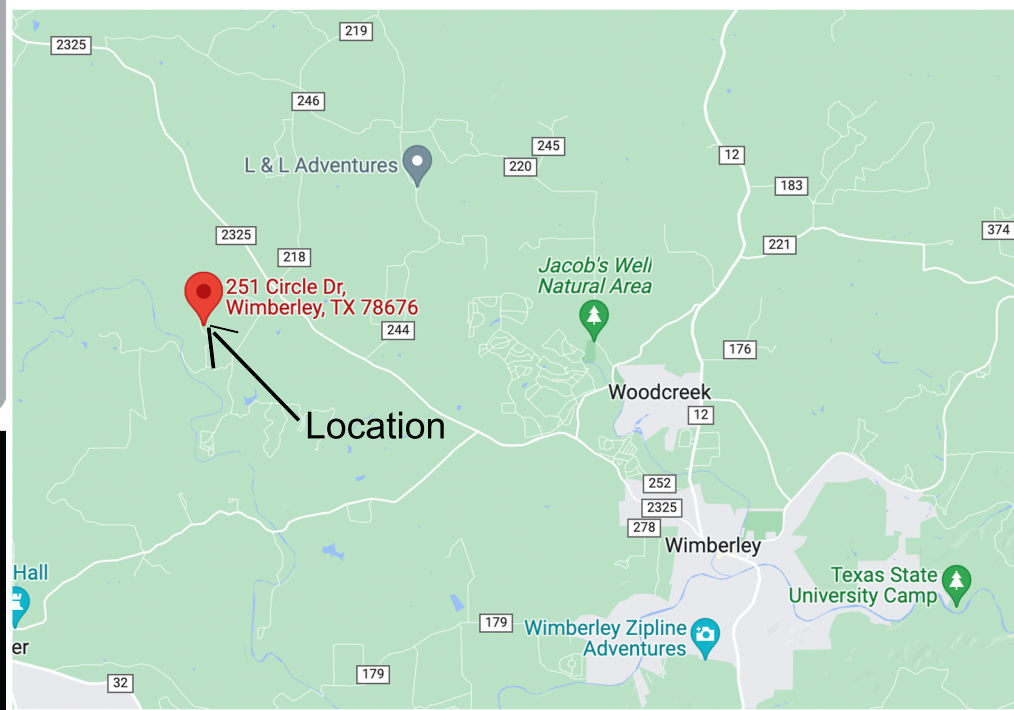 219
2325
246
245
12
L & L Adventures
220
183
374
2325
221
218
Jacob's Well
Natural Area
251 Circle Dr,
Wimberley, TX 78676
244
176
Woodcreek
12
Location
252
2325
278
Wimberley
Hall
Texas State
University Camp
179
Wimberley Zipline
Adventures
er
179
32